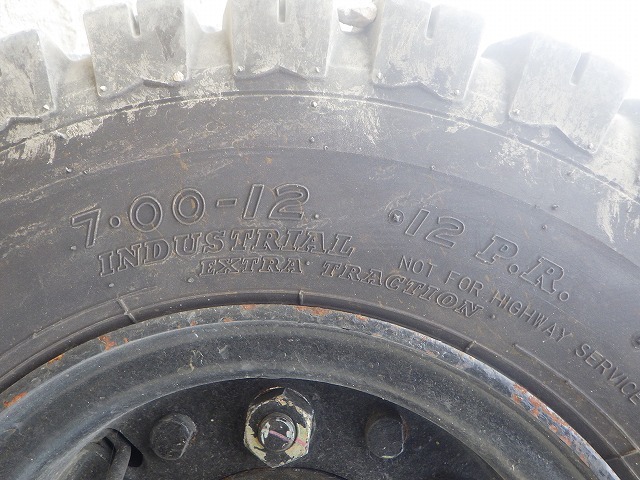 7·00-12 ·12 P.R.
INDUSTRIAL
EXTRA TRACTION NOT FOR HIGHWAY SERVICE